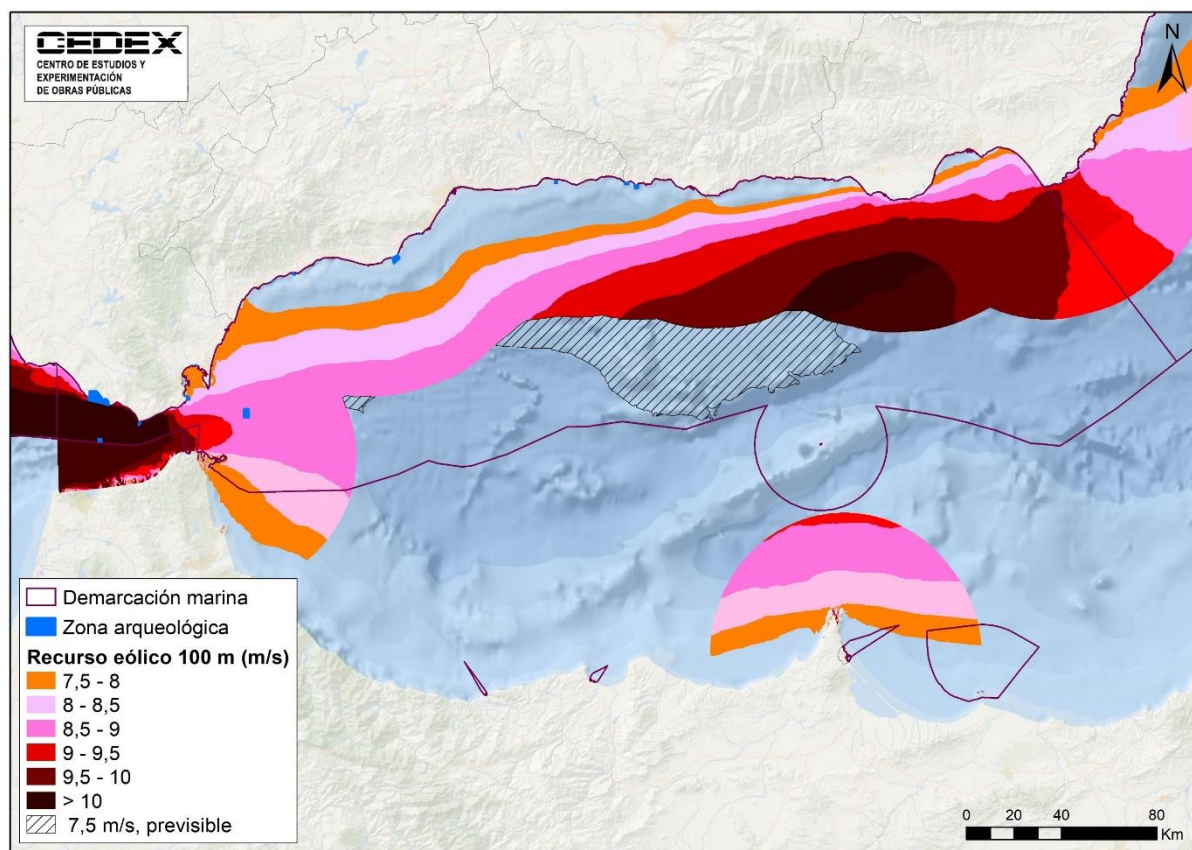 CEDEX
CENTRO DE ESTUDIOS Y
EXPERIMENTACIÓN
DE OBRAS PÚBLICAS
N
Demarcación marina
Zona arqueológica
Recurso eólico 100 m (m/s)
7,5 - 8
8 - 8,5
8,5 - 9
9 - 9,5
9,5 - 10
> 10
7,5 m/s, previsible
0 20 40 80
Km